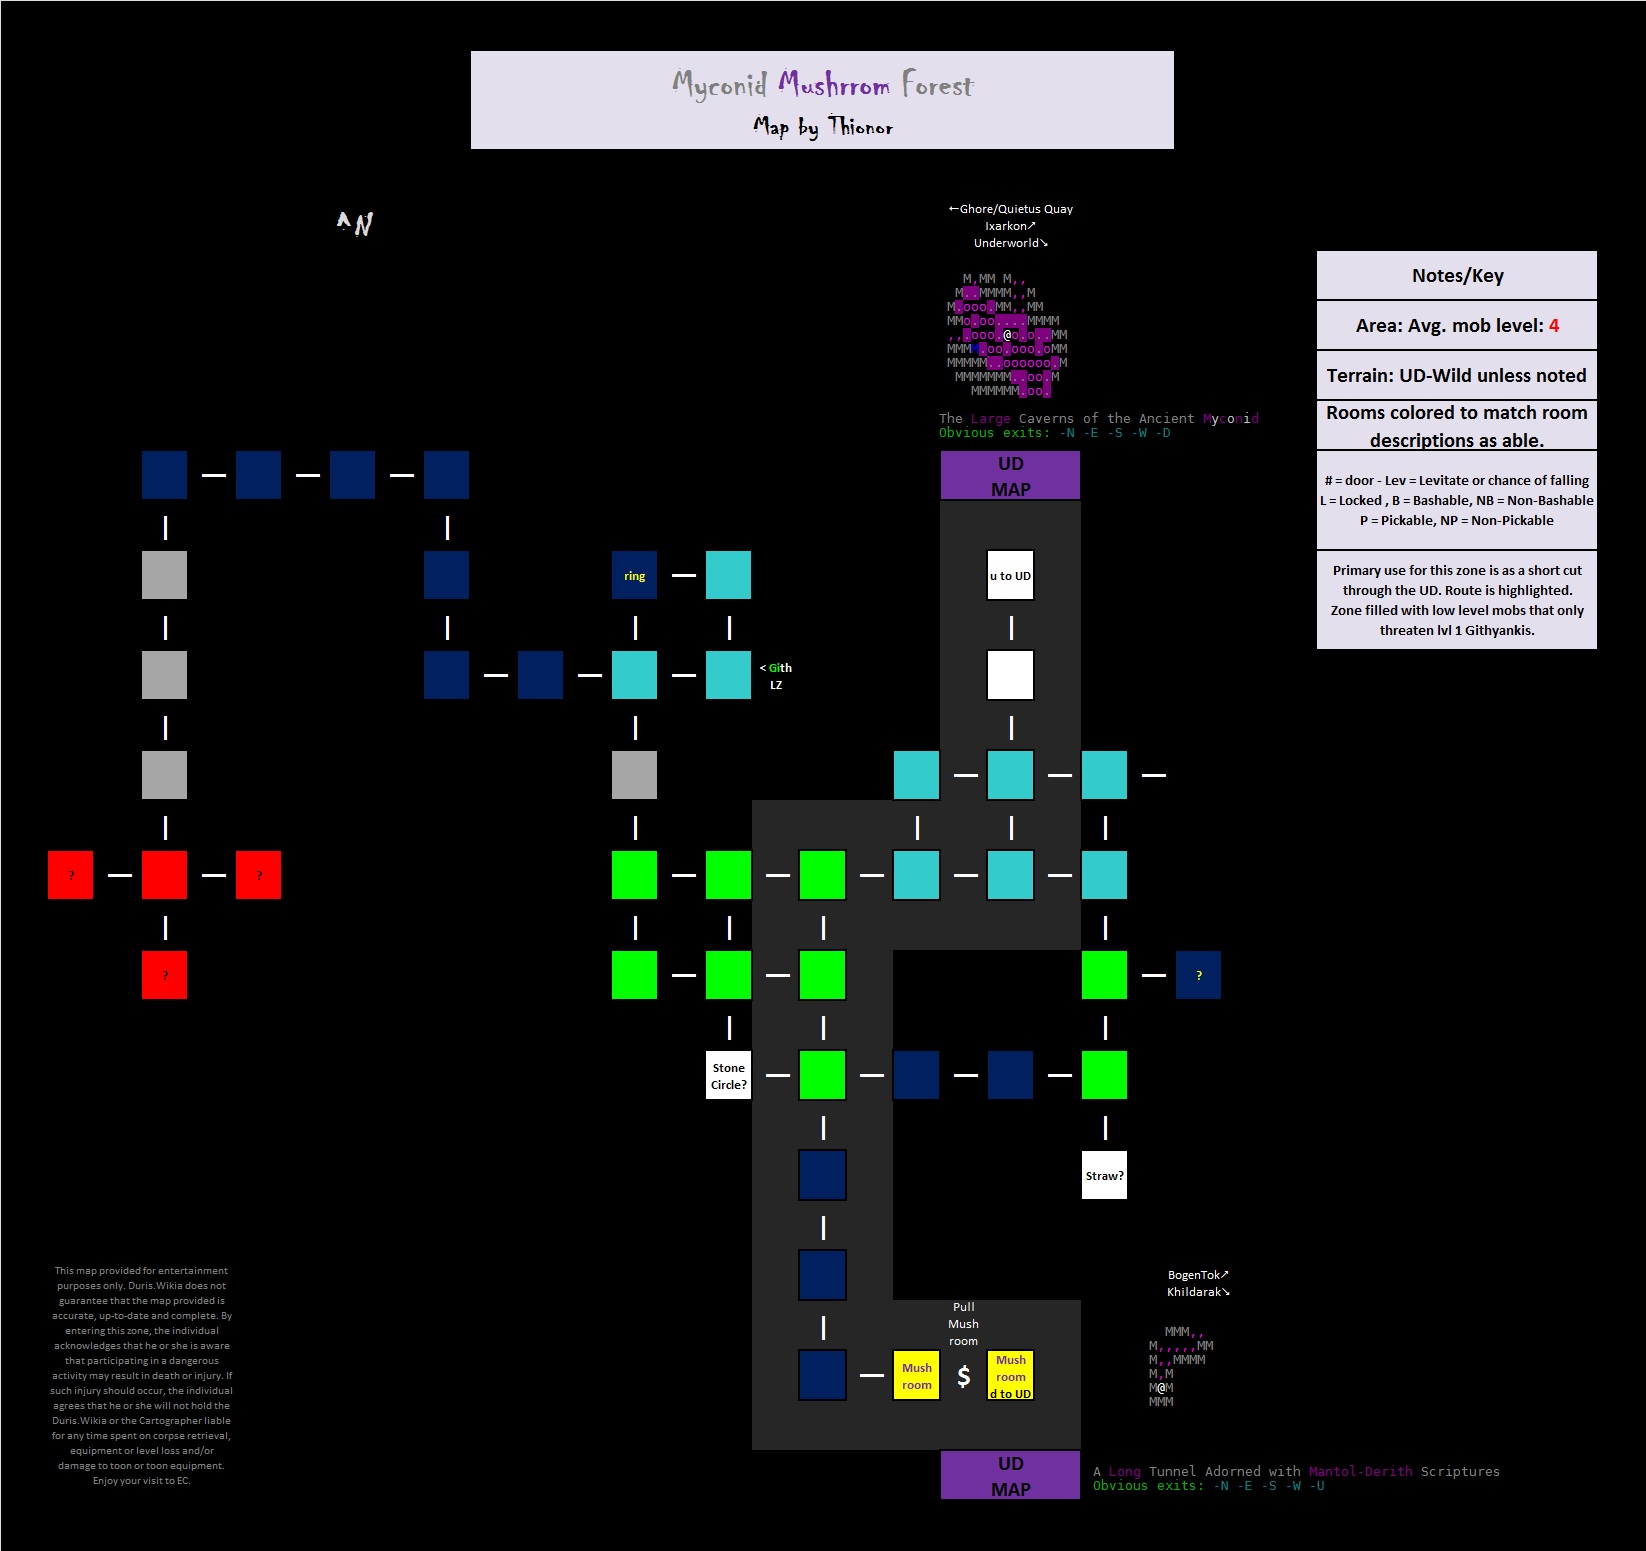 Myconid Mushrrom Forest
Map by Thionor
^N
←Ghore/Quietus Quay
Ixarkon↗
Underworld↘
M,MM M,,
M..MMMM,,M
M.ooo.MM,,MM
MMo.oo....MMMM
,,.ooo.@o.o..MM
MMM .oo.ooo.oMM
MMMMM..oooooo.M
MMMMMMM..oo.M
MMMMMM.oo.
The Large Caverns of the Ancient Myconid
Obvious exits: -N -E -S -W -D
Notes/Key
Area: Avg. mob level: 4
Terrain: UD-Wild unless noted
Rooms colored to match room
descriptions as able.
# = door - Lev = Levitate or chance of falling
L = Locked , B = Bashable, NB = Non-Bashable
P = Pickable, NP = Non-Pickable
Primary use for this zone is as a short cut
through the UD. Route is highlighted.
Zone filled with low level mobs that only
threaten lvl 1 Githyankis.
UD
MAP
ring
u to UD
< Gith
LZ
?
?
?
?
Stone
Circle?
Straw?
Pull
Mush
room
Mush
room
$
Mush
room
d to UD
UD
MAP
BogenTok↗
Khildarak↘
MMM,,
M,,,,,MM
M,,MMMM
M,M
M@M
MMM
A Long Tunnel Adorned with Mantol-Derith Scriptures
Obvious exits: -N -E -S -W -U
This map provided for entertainment
purposes only. Duris.Wikia does not
guarantee that the map provided is
accurate, up-to-date and complete. By
entering this zone, the individual
acknowledges that he or she is aware
that participating in a dangerous
activity may result in death or injury. If
such injury should occur, the individual
agrees that he or she will not hold the
Duris.Wikia or the Cartographer liable
for any time spent on corpse retrieval,
equipment or level loss and/or
damage to toon or toon equipment.
Enjoy your visit to EC.